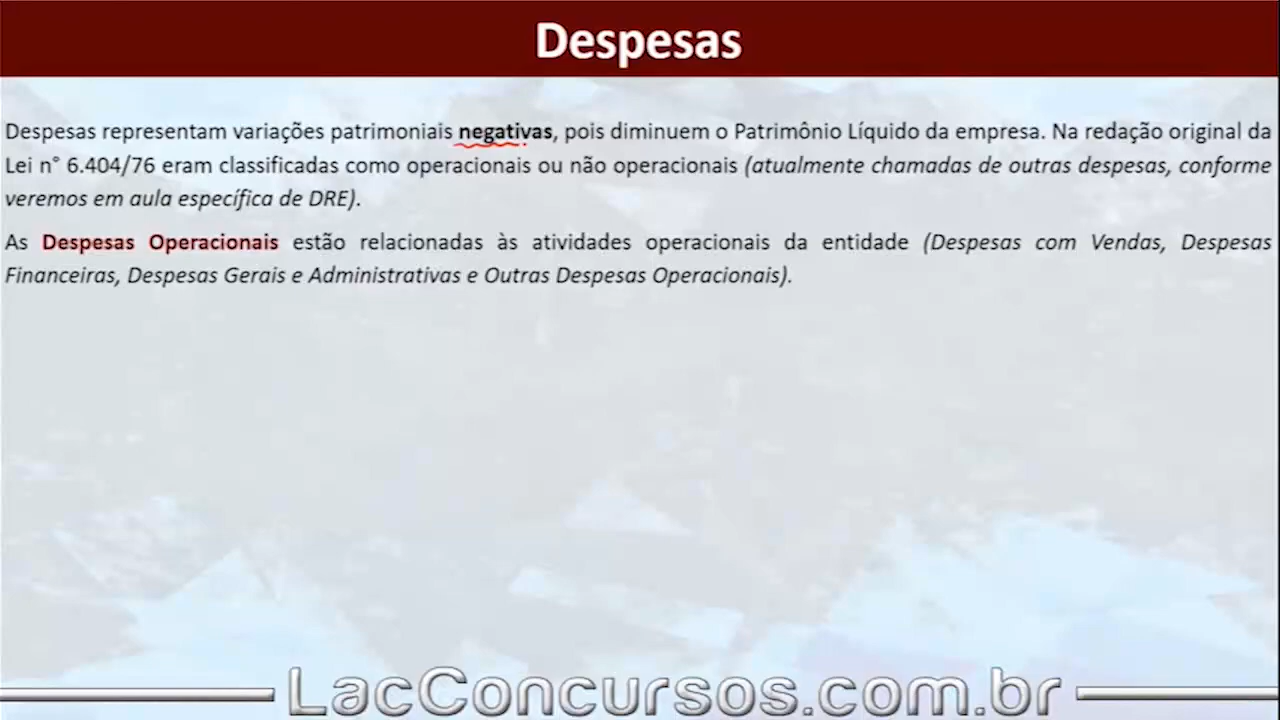 Despesas
Despesas representam variações patrimoniais negativas, pois diminuem o Patrimônio Líquido da empresa. Na redação original da
Lei n° 6.404/76 eram classificadas como operacionais ou não operacionais (atualmente chamadas de outras despesas, conforme
veremos em aula específica de DRE).
As Despesas Operacionais estão relacionadas às atividades operacionais da entidade (Despesas com Vendas, Despesas
Financeiras, Despesas Gerais e Administrativas e Outras Despesas Operacionais).
LacConcursos.com.br